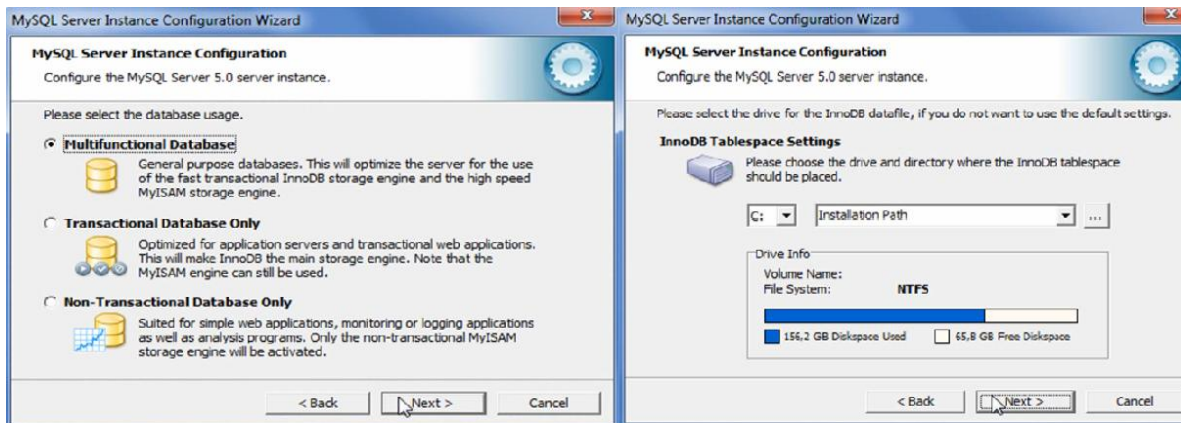 MySQL Server Instance Configuration Wizard
MySQL Server Instance Configuration
Configure the MySQL Server 5.0 server instance.
Please select the database usage.
Multifunctional Database
General purpose databases. This will optimize the server for the use
of the fast transactional InnoDB storage engine and the high speed
MyISAM storage engine.
Transactional Database Only
Optimized for application servers and transactional web applications.
This will make InnoDB the main storage engine. Note that the
MyISAM engine can still be used.
Non-Transactional Database Only
Suited for simple web applications, monitoring or logging applications
as well as analysis programs. Only the non-transactional MyISAM
storage engine will be activated.
< Back
Next >
Cancel
MySQL Server Instance Configuration Wizard
MySQL Server Instance Configuration
Configure the MySQL Server 5.0 server instance.
Please select the drive for the InnoDB datafile, if you do not want to use the default settings.
InnoDB Tablespace Settings
Please choose the drive and directory where the InnoDB tablespace
should be placed.
C:
Installation Path
...
Drive Info
Volume Name:
File System: NTFS
156,2 GB Diskspace Used
65,8 GB Free Diskspace
< Back
Next >
Cancel